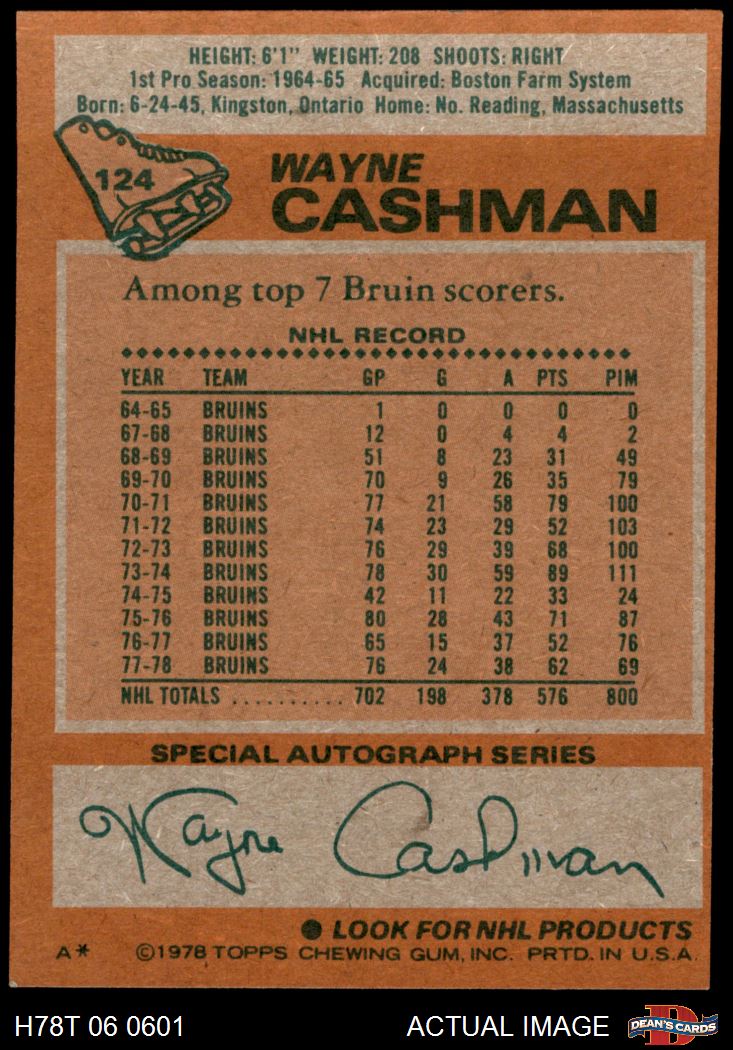 HEIGHT: 6'1" WEIGHT: 208 SHOOTS: RIGHT
1st Pro Season: 1964-65 Acquired: Boston Farm System
Born: 6-24-45, Kingston, Ontario Home: No. Reading, Massachusetts
124
WAYNE
CASHMAN
Among top 7 Bruin scorers.
NHL RECORD
YEAR TEAM GP G A PTS PIM
64-65 BRUINS 1 0 0 0 0
67-68 BRUINS 12 0 4 4 2
68-69 BRUINS 51 8 23 31 49
69-70 BRUINS 70 9 26 35 79
70-71 BRUINS 77 21 58 79 100
71-72 BRUINS 74 23 29 52 103
72-73 BRUINS 76 29 39 68 100
73-74 BRUINS 78 30 59 89 111
74-75 BRUINS 42 11 22 33 24
75-76 BRUINS 80 28 43 71 87
76-77 BRUINS 65 15 37 52 76
77-78 BRUINS 76 24 38 62 69
NHL TOTALS .......... 702 198 378 576 800
SPECIAL AUTOGRAPH SERIES
Wayne Cashman
● LOOK FOR NHL PRODUCTS
A* ©1978 TOPPS CHEWING GUM, INC. PRTD. IN U.S.A.
H78T 06 0601 ACTUAL IMAGE D DEAN'S CARDS